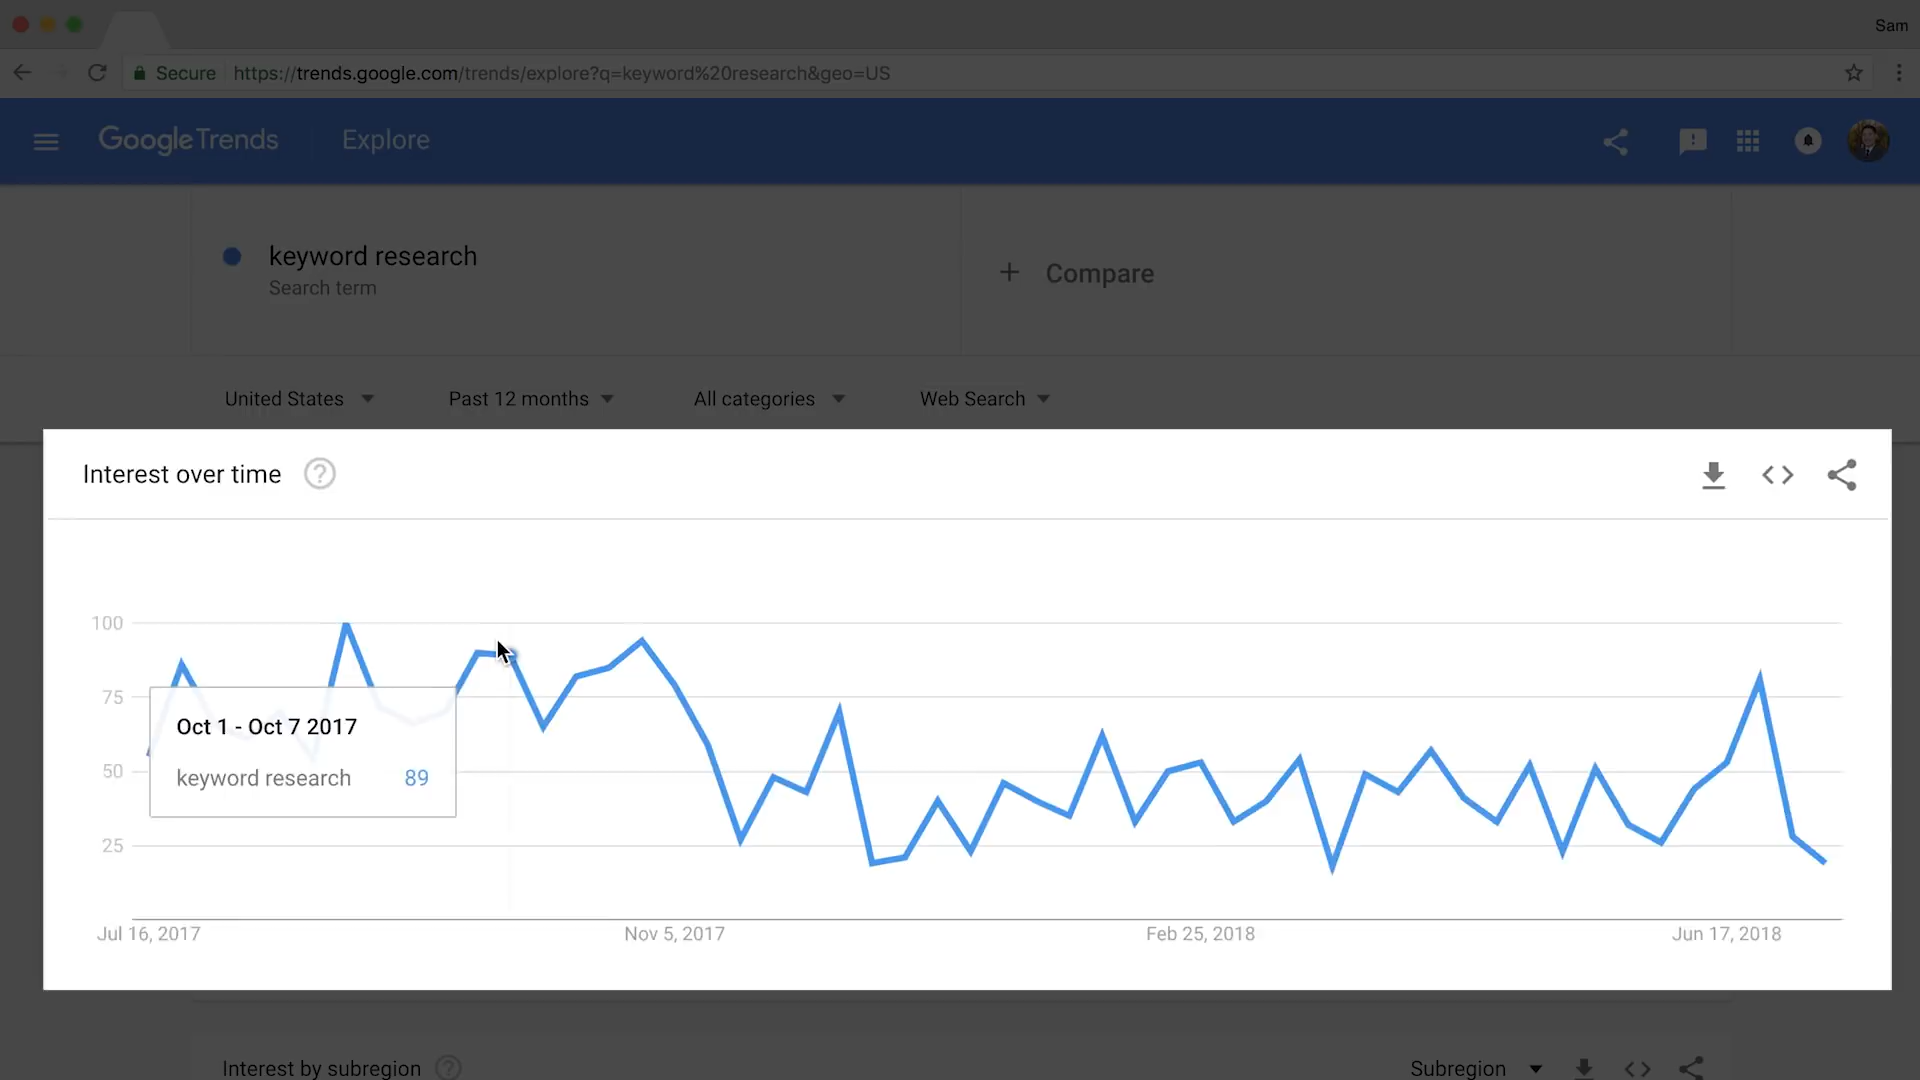 Sam
Secure https://trends.google.com/trends/explore?q=keyword%20research&geo=US
Google Trends Explore
keyword research
Search term
+ Compare
United States Past 12 months All categories Web Search
Interest over time ?
100
75
50
25
Oct 1 - Oct 7 2017
keyword research 89
Jul 16, 2017 Nov 5, 2017 Feb 25, 2018 Jun 17, 2018
Interest by subregion ? Subregion